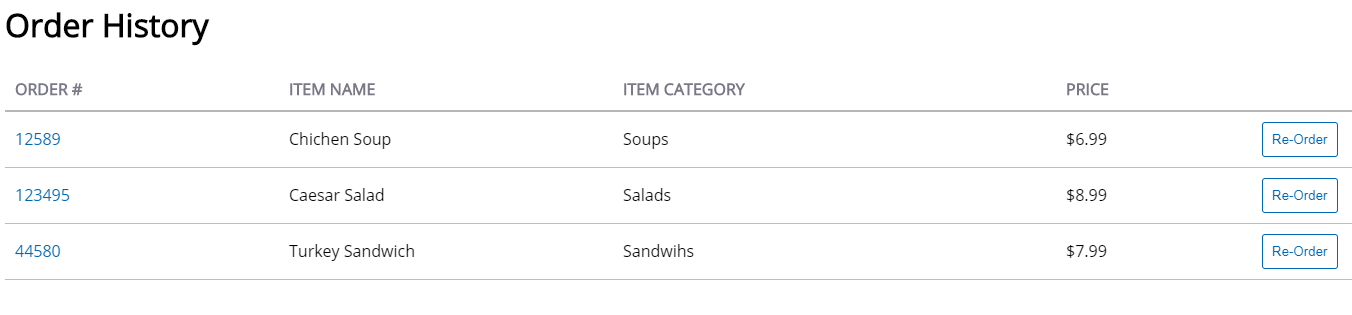 Order History
ORDER # ITEM NAME ITEM CATEGORY PRICE
12589 Chichen Soup Soups $6.99 Re-Order
123495 Caesar Salad Salads $8.99 Re-Order
44580 Turkey Sandwich Sandwihs $7.99 Re-Order